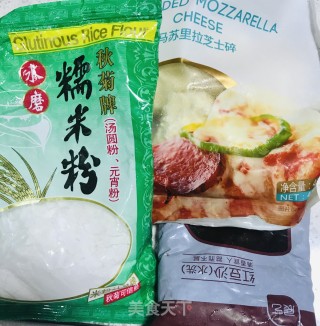 Glutinous Rice Flour
秋菊牌
(汤圆粉、元宵粉)
水磨
糯米粉
DED MOZZARELLA
CHEESE
马苏里拉芝士碎
净含量
NET
红豆沙(水洗)
美食天下